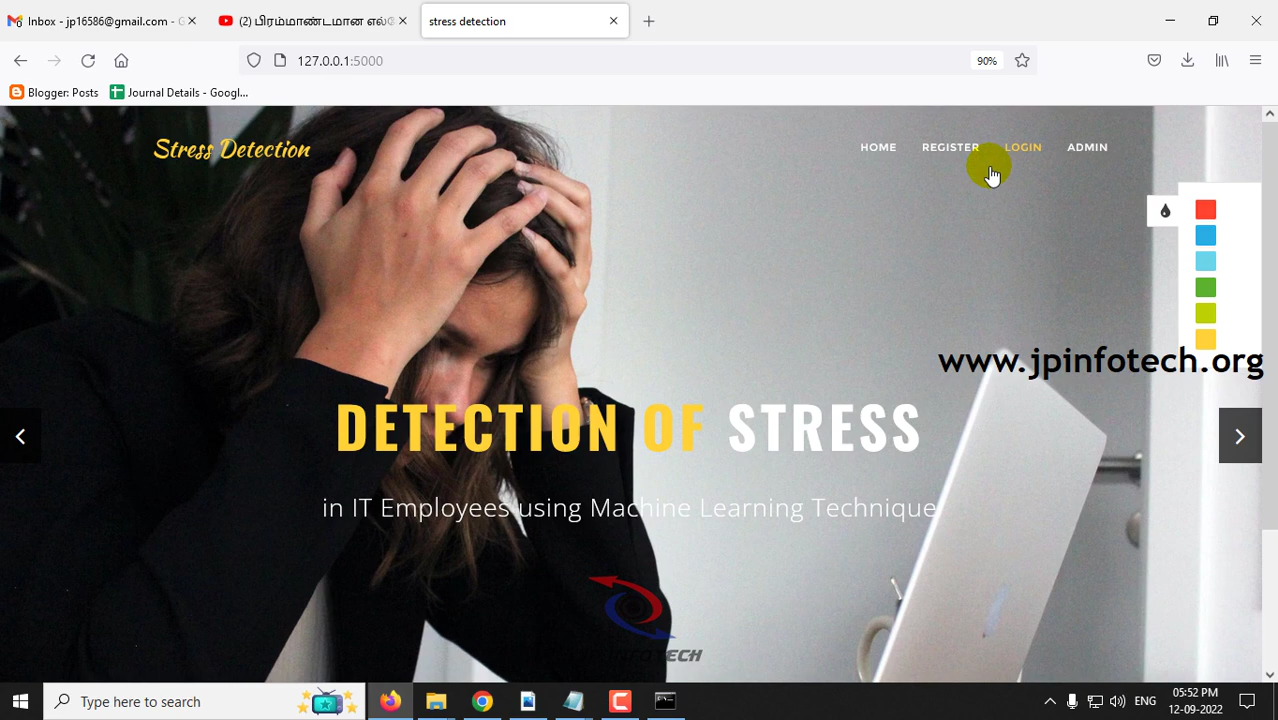 Inbox - jp16586@gmail.com - G
(2) பிரம்மாண்டமான
stress detection
127.0.0.1:5000
90%
Blogger: Posts
Journal Details - Googl...
Stress Detection
HOME
REGISTER
LOGIN
ADMIN
www.jpinfotech.org
DETECTION OF STRESS
in IT Employees using Machine Learning Technique
JP INFOTECH
Type here to search
ENG
05:52 PM
12-09-2022